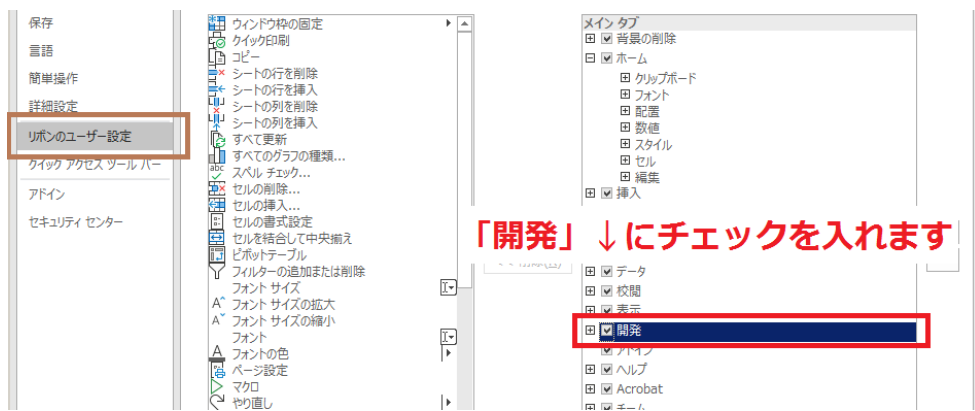 保存
言語
簡単操作
詳細設定
リボンのユーザー設定
クイック アクセス ツール バー
アドイン
セキュリティ センター
ウィンドウ枠の固定
クイック印刷
コピー
シートの行を削除
シートの行を挿入
シートの列を削除
シートの列を挿入
すべて更新
すべてのグラフの種類...
スペル チェック...
セルの削除...
セルの挿入...
セルの書式設定
セルを結合して中央揃え
ピボットテーブル
フィルターの追加または削除
フォント サイズ
フォント サイズの拡大
フォント サイズの縮小
フォント
フォントの色
ページ設定
マクロ
やり直し
メイン タブ
背景の削除
ホーム
クリップボード
フォント
配置
数値
スタイル
セル
編集
挿入
「開発」↓にチェックを入れます
データ
校閲
表示
開発
アドイン
ヘルプ
Acrobat
チーム